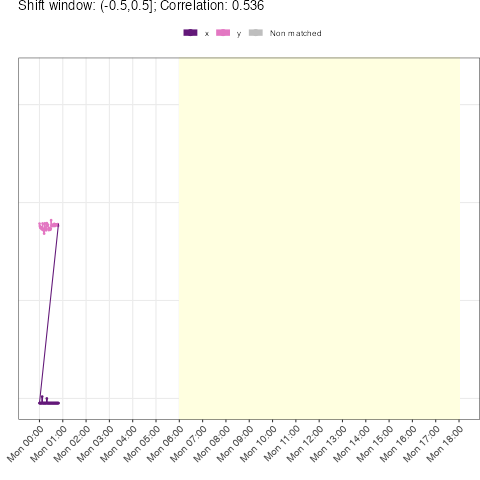 Shift window: (-0.5,0.5]; Correlation: 0.536
x y Non matched
Mon 00:00 Mon 01:00 Mon 02:00 Mon 03:00 Mon 04:00 Mon 05:00 Mon 06:00 Mon 07:00 Mon 08:00 Mon 09:00 Mon 10:00 Mon 11:00 Mon 12:00 Mon 13:00 Mon 14:00 Mon 15:00 Mon 16:00 Mon 17:00 Mon 18:00